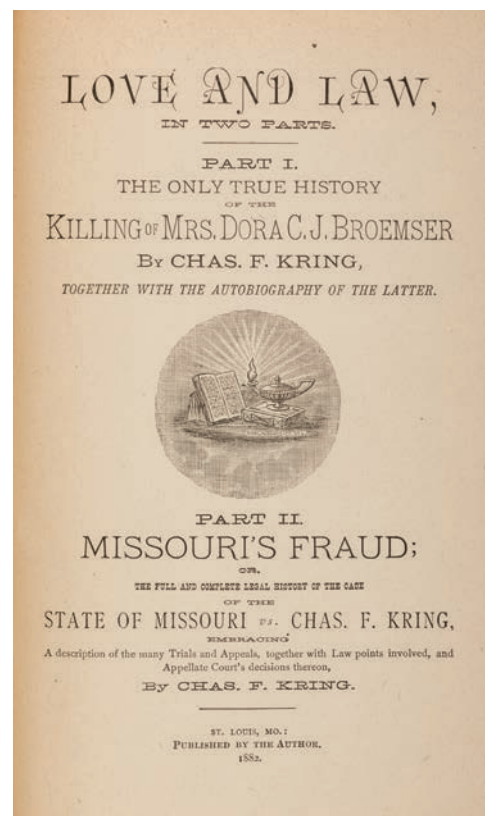 LOVE AND LAW,
IN TWO PARTS.
PART I.
THE ONLY TRUE HISTORY
OF THE
KILLING OF MRS. DORA C. J. BROEMSER
BY CHAS. F. KRING,
TOGETHER WITH THE AUTOBIOGRAPHY OF THE LATTER.
PART II.
MISSOURI'S FRAUD;
OR,
THE FULL AND COMPLETE LEGAL HISTORY OF THE CASE
OF THE
STATE OF MISSOURI vs. CHAS. F. KRING,
EMBRACING
A description of the many Trials and Appeals, together with Law points involved, and
Appellate Court's decisions thereon,
By CHAS. F. KRING.
ST. LOUIS, MO.:
PUBLISHED BY THE AUTHOR.
1882.